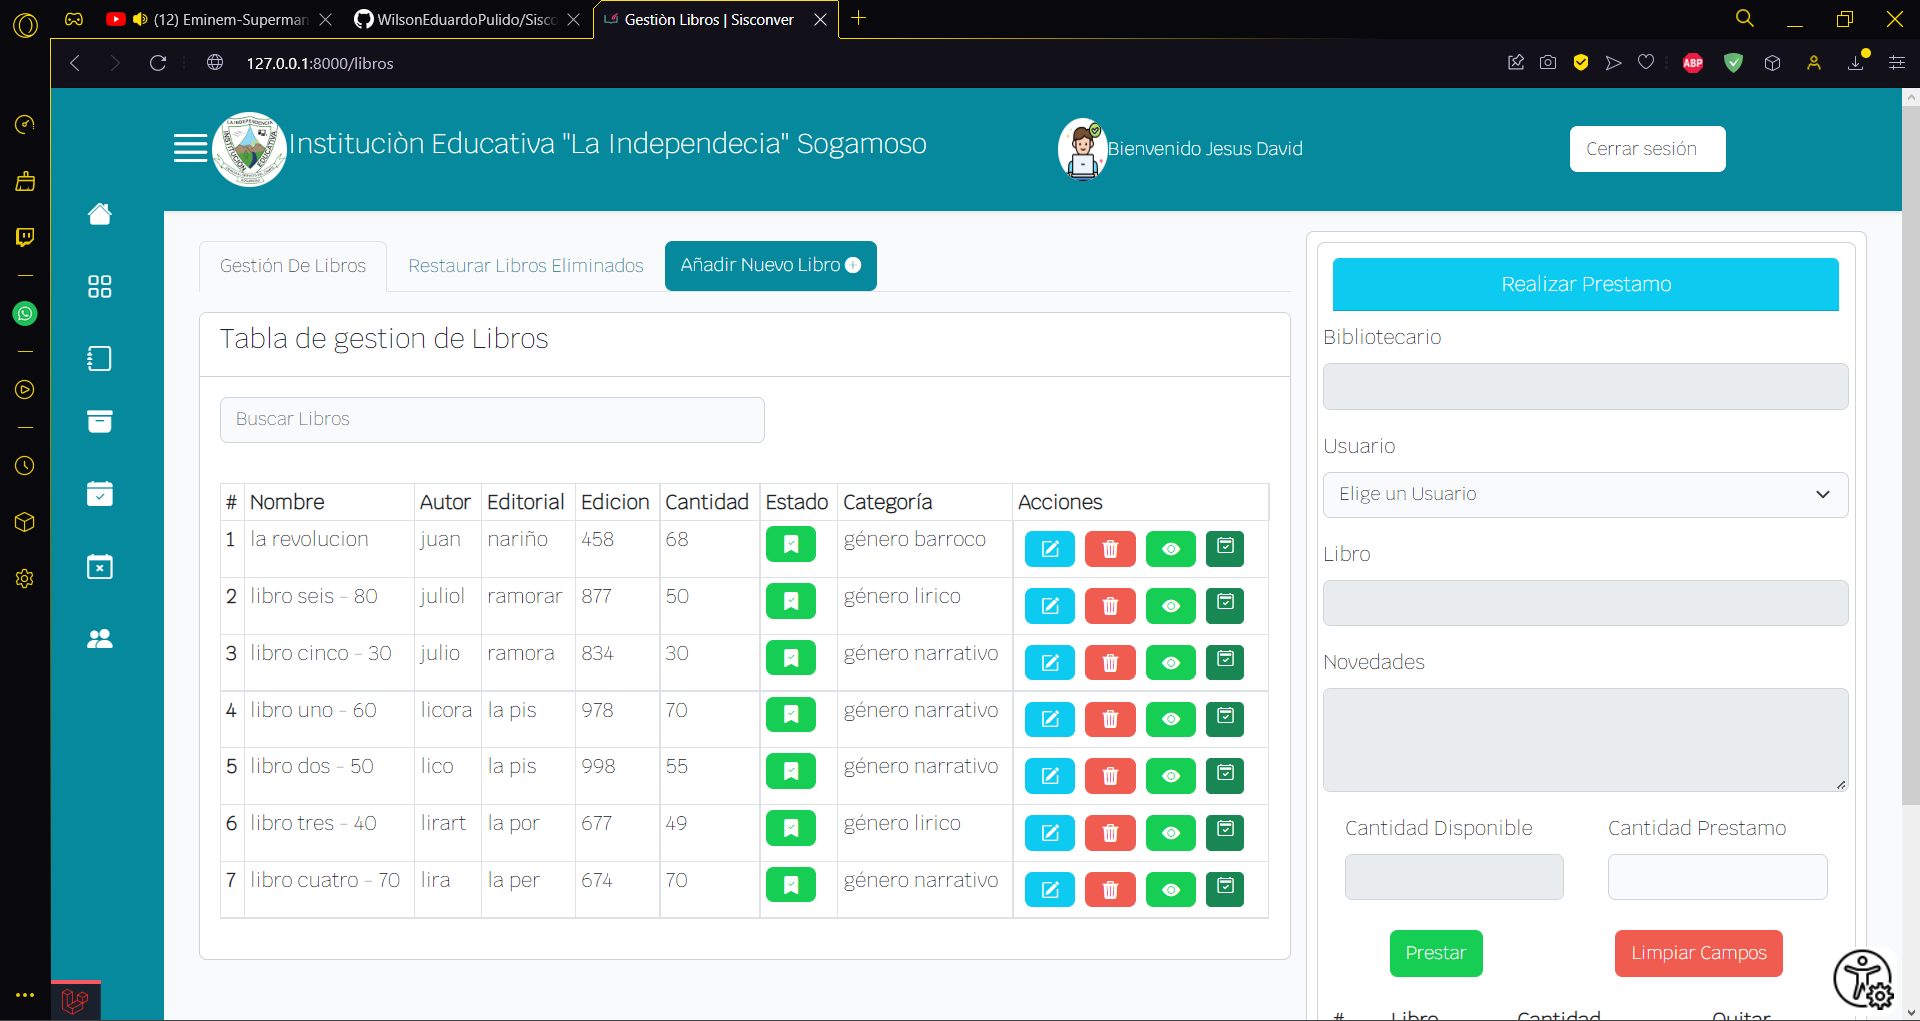 (12) Eminem-Superman
WilsonEduardoPulido/Sisco
Gestiòn Libros | Sisconver
127.0.0.1:8000/libros
ABP
Instituciòn Educativa "La Independecia" Sogamoso
Bienvenido Jesus David
Cerrar sesión
Gestión De Libros
Restaurar Libros Eliminados
Añadir Nuevo Libro
Tabla de gestion de Libros
Buscar Libros
# Nombre Autor Editorial Edicion Cantidad Estado Categoría Acciones
1 la revolucion juan nariño 458 68 género barroco
2 libro seis - 80 juliol ramorar 877 50 género lirico
3 libro cinco - 30 julio ramora 834 30 género narrativo
4 libro uno - 60 licora la pis 978 70 género narrativo
5 libro dos - 50 lico la pis 998 55 género narrativo
6 libro tres - 40 lirart la por 677 49 género lirico
7 libro cuatro - 70 lira la per 674 70 género narrativo
Realizar Prestamo
Bibliotecario
Usuario
Elige un Usuario
Libro
Novedades
Cantidad Disponible
Cantidad Prestamo
Prestar
Limpiar Campos
# Libro Cantidad Quitar